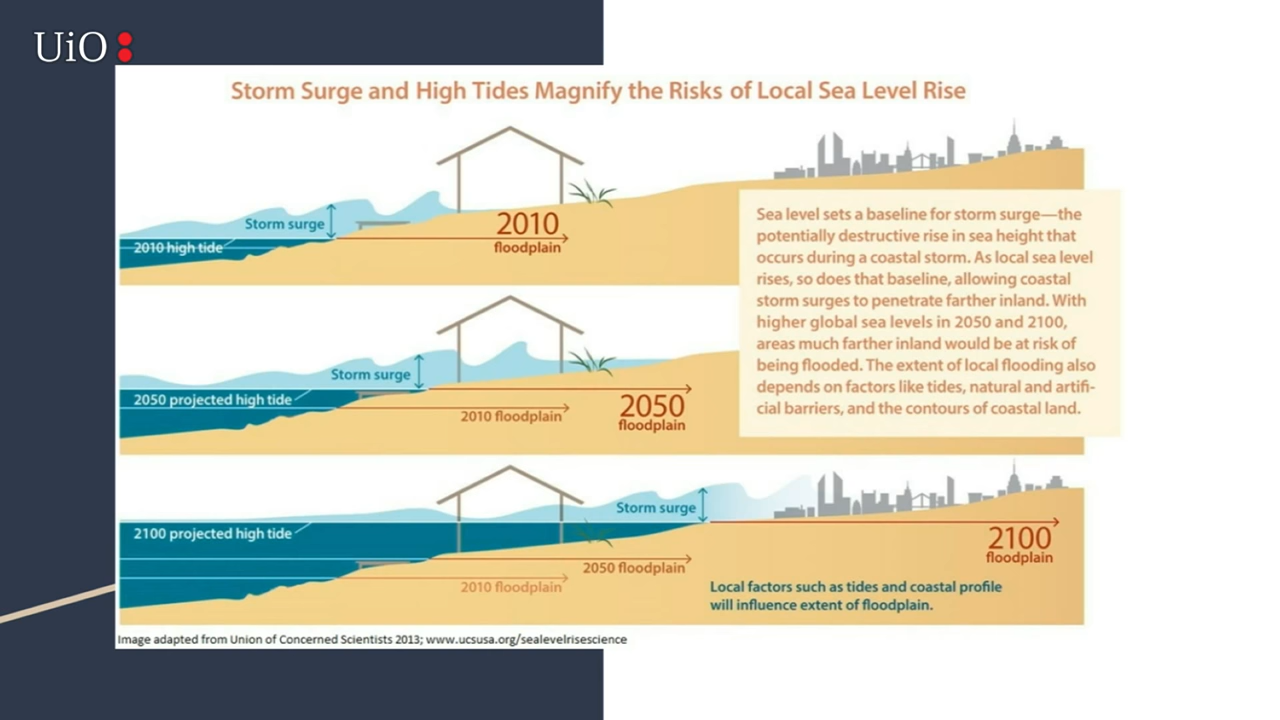 UiO
Storm Surge and High Tides Magnify the Risks of Local Sea Level Rise
Storm surge
2010 high tide
2010
floodplain
Sea level sets a baseline for storm surge—the
potentially destructive rise in sea height that
occurs during a coastal storm. As local sea level
rises, so does that baseline, allowing coastal
storm surges to penetrate farther inland. With
higher global sea levels in 2050 and 2100,
areas much farther inland would be at risk of
being flooded. The extent of local flooding also
depends on factors like tides, natural and artifi-
cial barriers, and the contours of coastal land.
Storm surge
2050 projected high tide
2010 floodplain
2050
floodplain
Storm surge
2100 projected high tide
2100
floodplain
2050 floodplain
2010 floodplain
Local factors such as tides and coastal profile
will influence extent of floodplain.
Image adapted from Union of Concerned Scientists 2013; www.ucsusa.org/sealevelrisescience